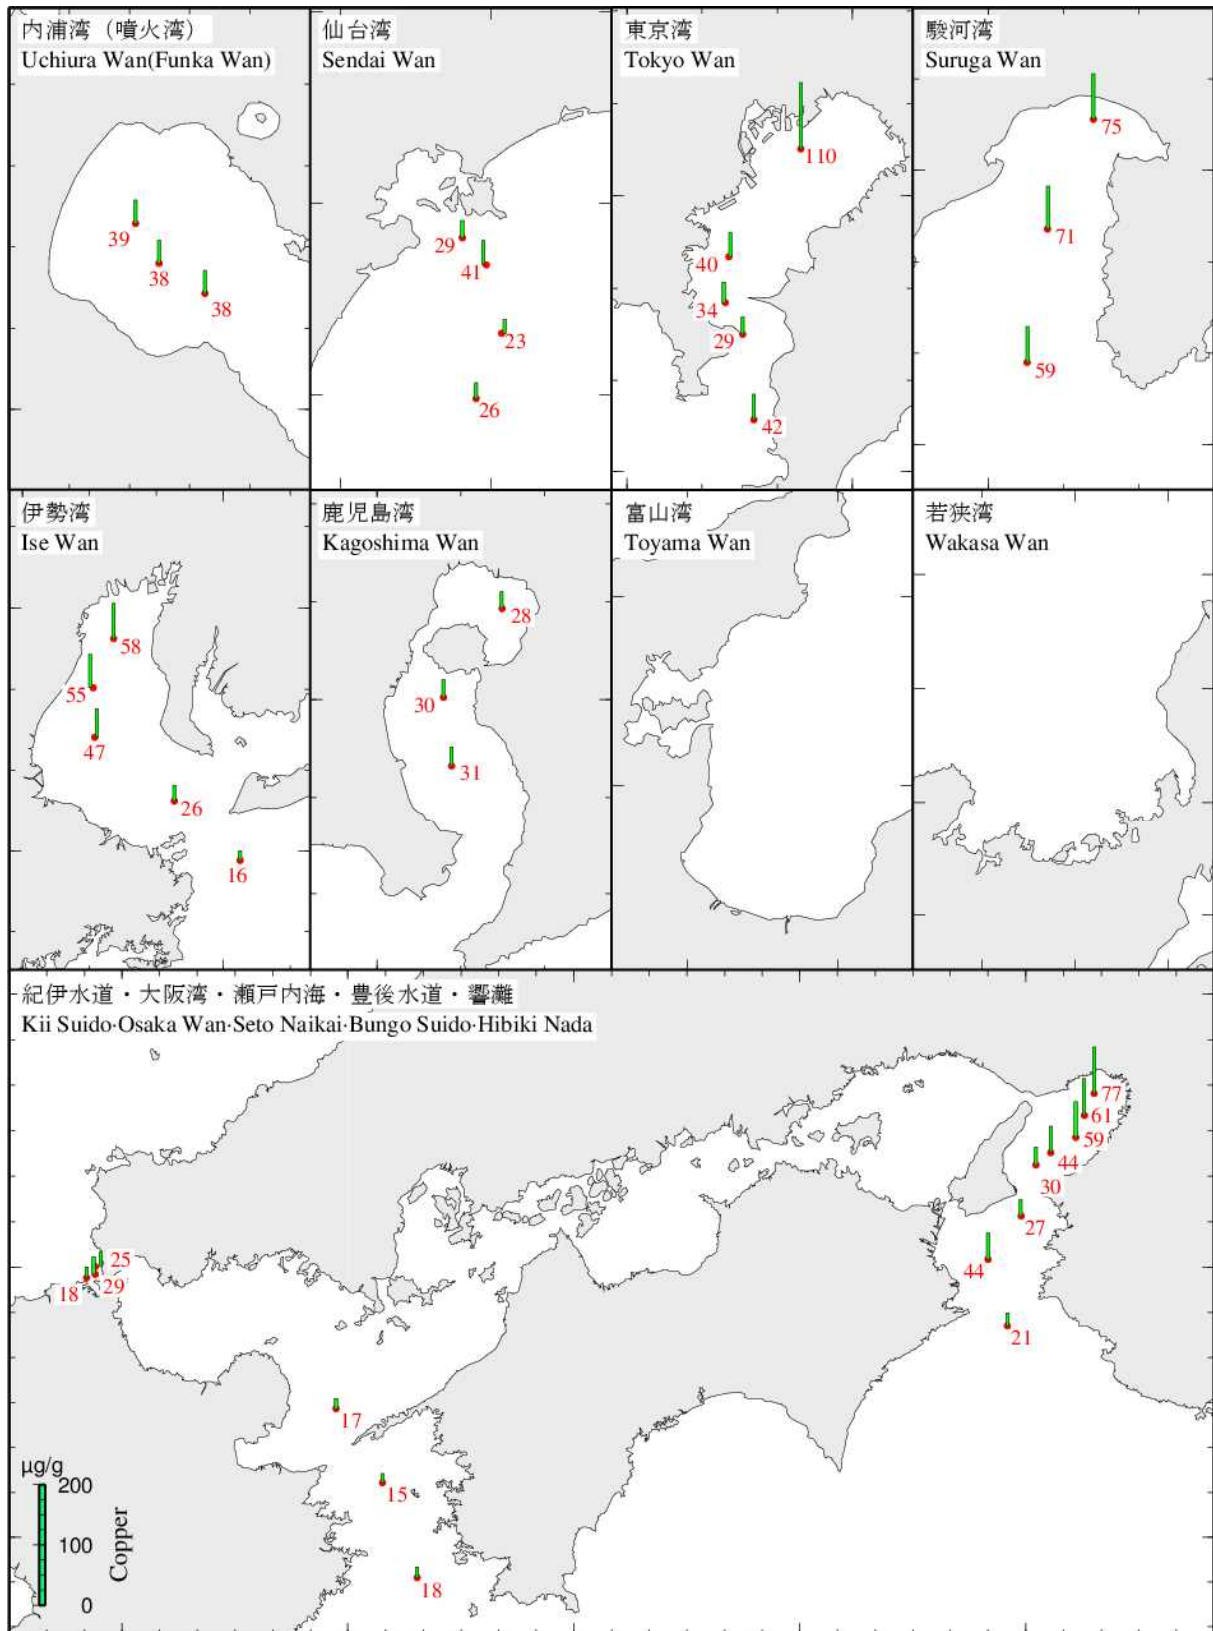 内浦湾（噴火湾）
Uchiura Wan(Funka Wan)
39
38
38
仙台湾
Sendai Wan
29
41
23
26
東京湾
Tokyo Wan
110
40
34
29
42
駿河湾
Suruga Wan
75
71
59
伊勢湾
Ise Wan
58
55
47
26
16
鹿児島湾
Kagoshima Wan
28
30
31
富山湾
Toyama Wan
若狭湾
Wakasa Wan
紀伊水道・大阪湾・瀬戸内海・豊後水道・響灘
Kii Suido·Osaka Wan·Seto Naikai·Bungo Suido·Hibiki Nada
77
61
59
44
30
27
44
21
25
29
18
17
15
18
µg/g
200
100
0
Copper